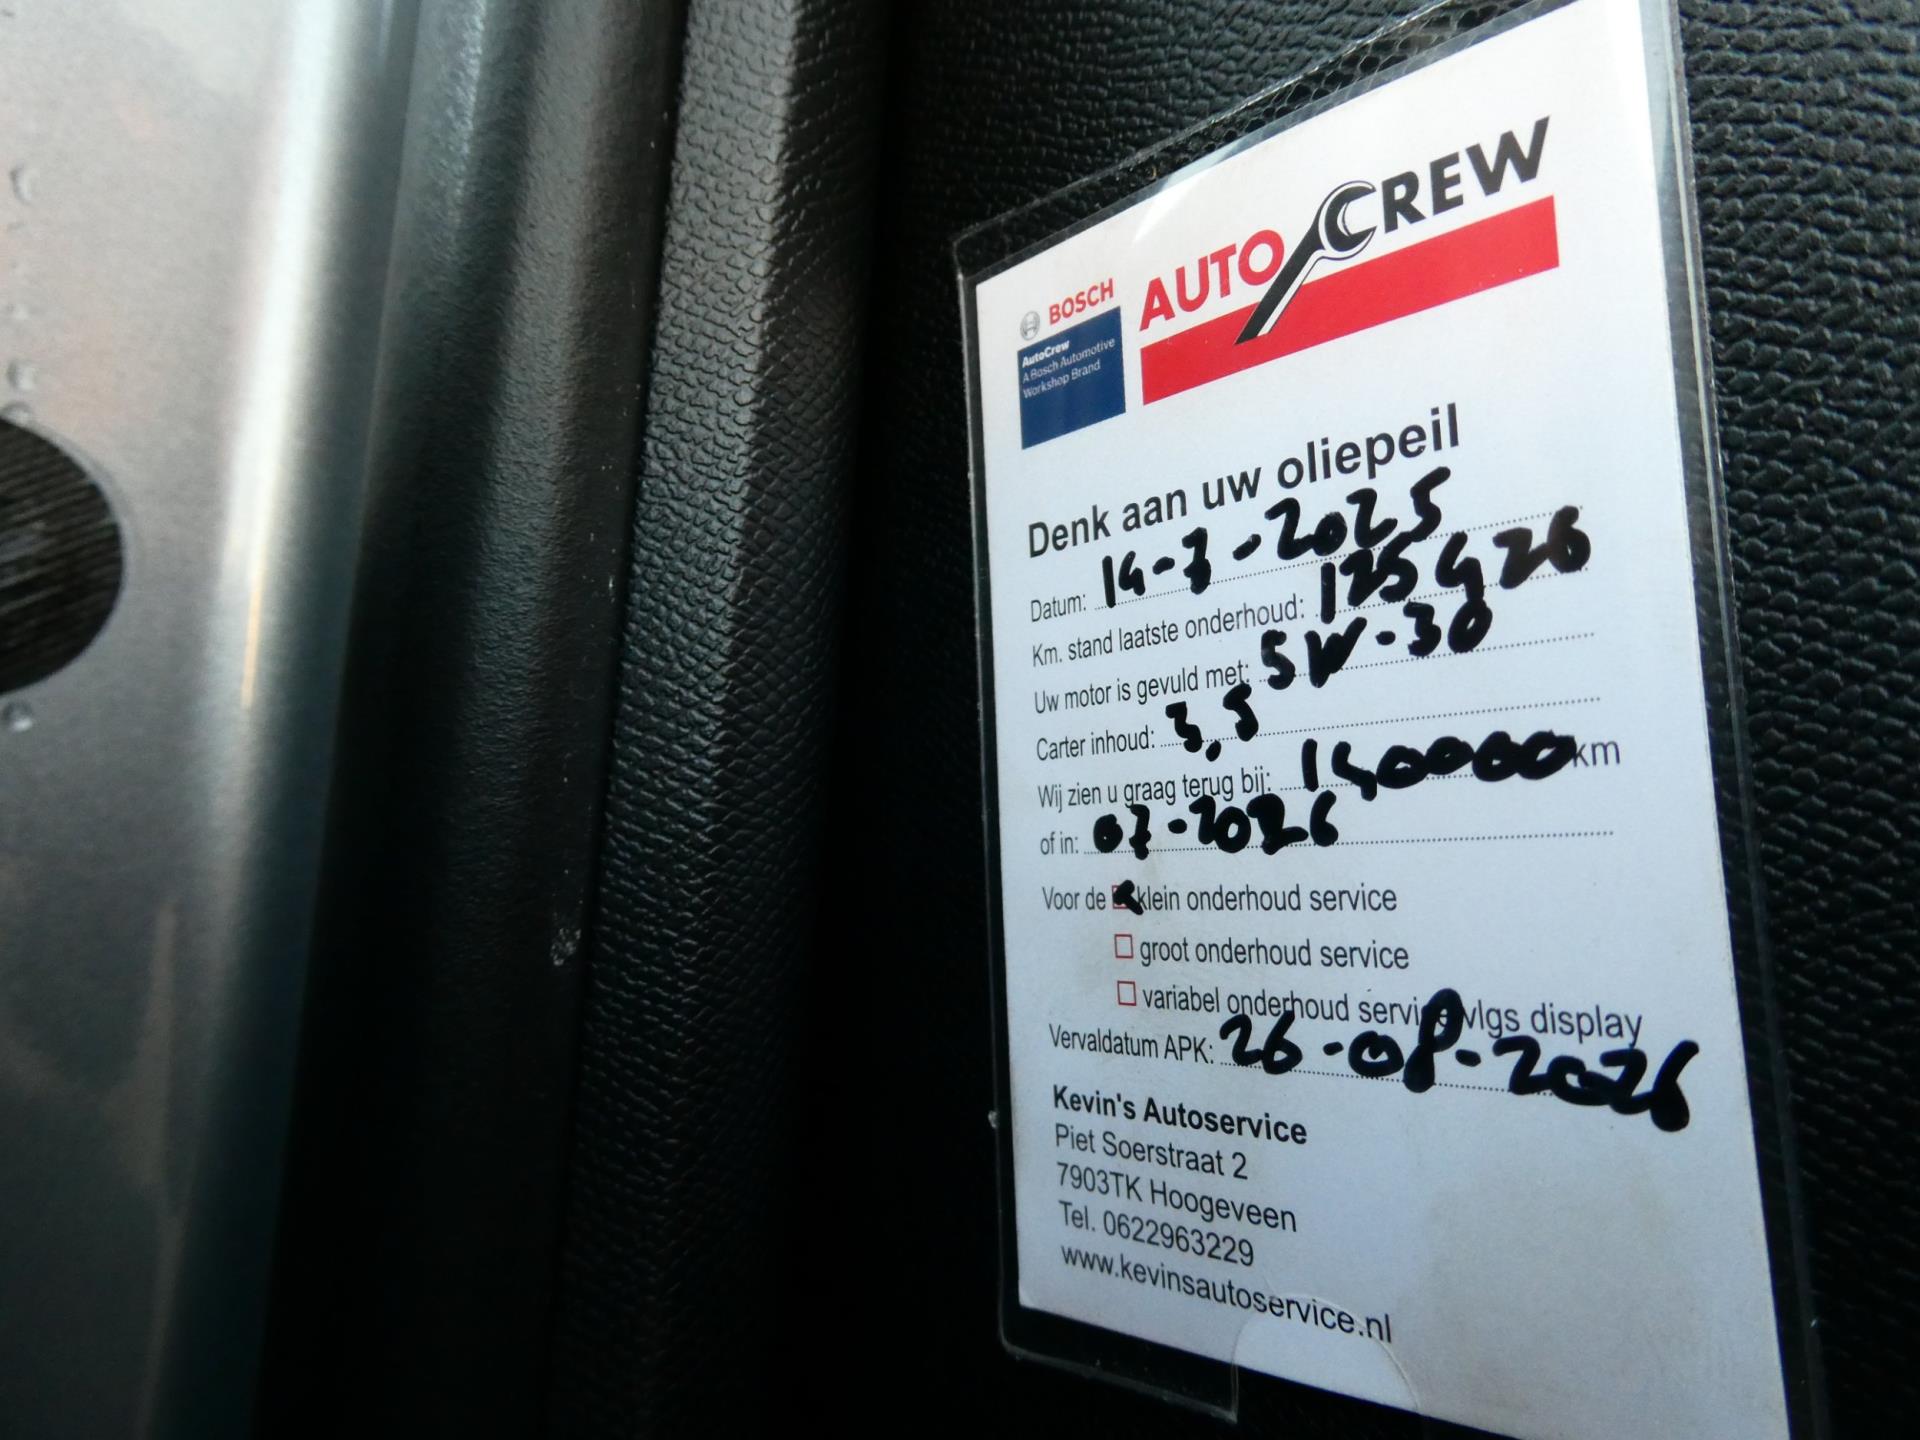 AUTO CREW
BOSCH
AutoCrew
A Bosch Automotive
Workshop Brand
Denk aan uw oliepeil
Datum: 14-7-2025
Km. stand laatste onderhoud: 125926
Uw motor is gevuld met: 5W-30
Carter inhoud: 3,5
Wij zien u graag terug bij: 140000 km
of in: 07-2026
Voor de klein onderhoud service
groot onderhoud service
variabel onderhoud service vlgs display
Vervaldatum APK: 26-08-2026
Kevin's Autoservice
Piet Soerstraat 2
7903TK Hoogeveen
Tel. 0622963229
www.kevinsautoservice.nl